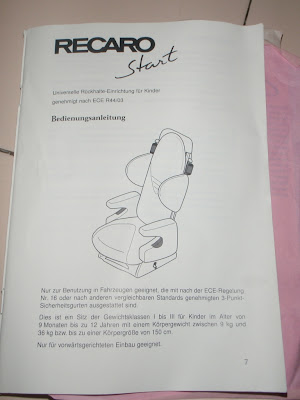 RECARO
Start
Universelle Rückhalte-Einrichtung für Kinder
genehmigt nach ECE R44/03
Bedienungsanleitung
Nur zur Benutzung in Fahrzeugen geeignet, die mit nach der ECE-Regelung
Nr. 16 oder nach anderen vergleichbaren Standards genehmigten 3-Punkt-
Sicherheitsgurten ausgestattet sind.
Dies ist ein Sitz der Gewichtsklassen I bis III für Kinder im Alter von
9 Monaten bis zu 12 Jahren mit einem Körpergewicht zwischen 9 kg und
36 kg bzw. bis zu einer Körpergröße von 150 cm.
Nur für vorwärtsgerichteten Einbau geeignet.
7